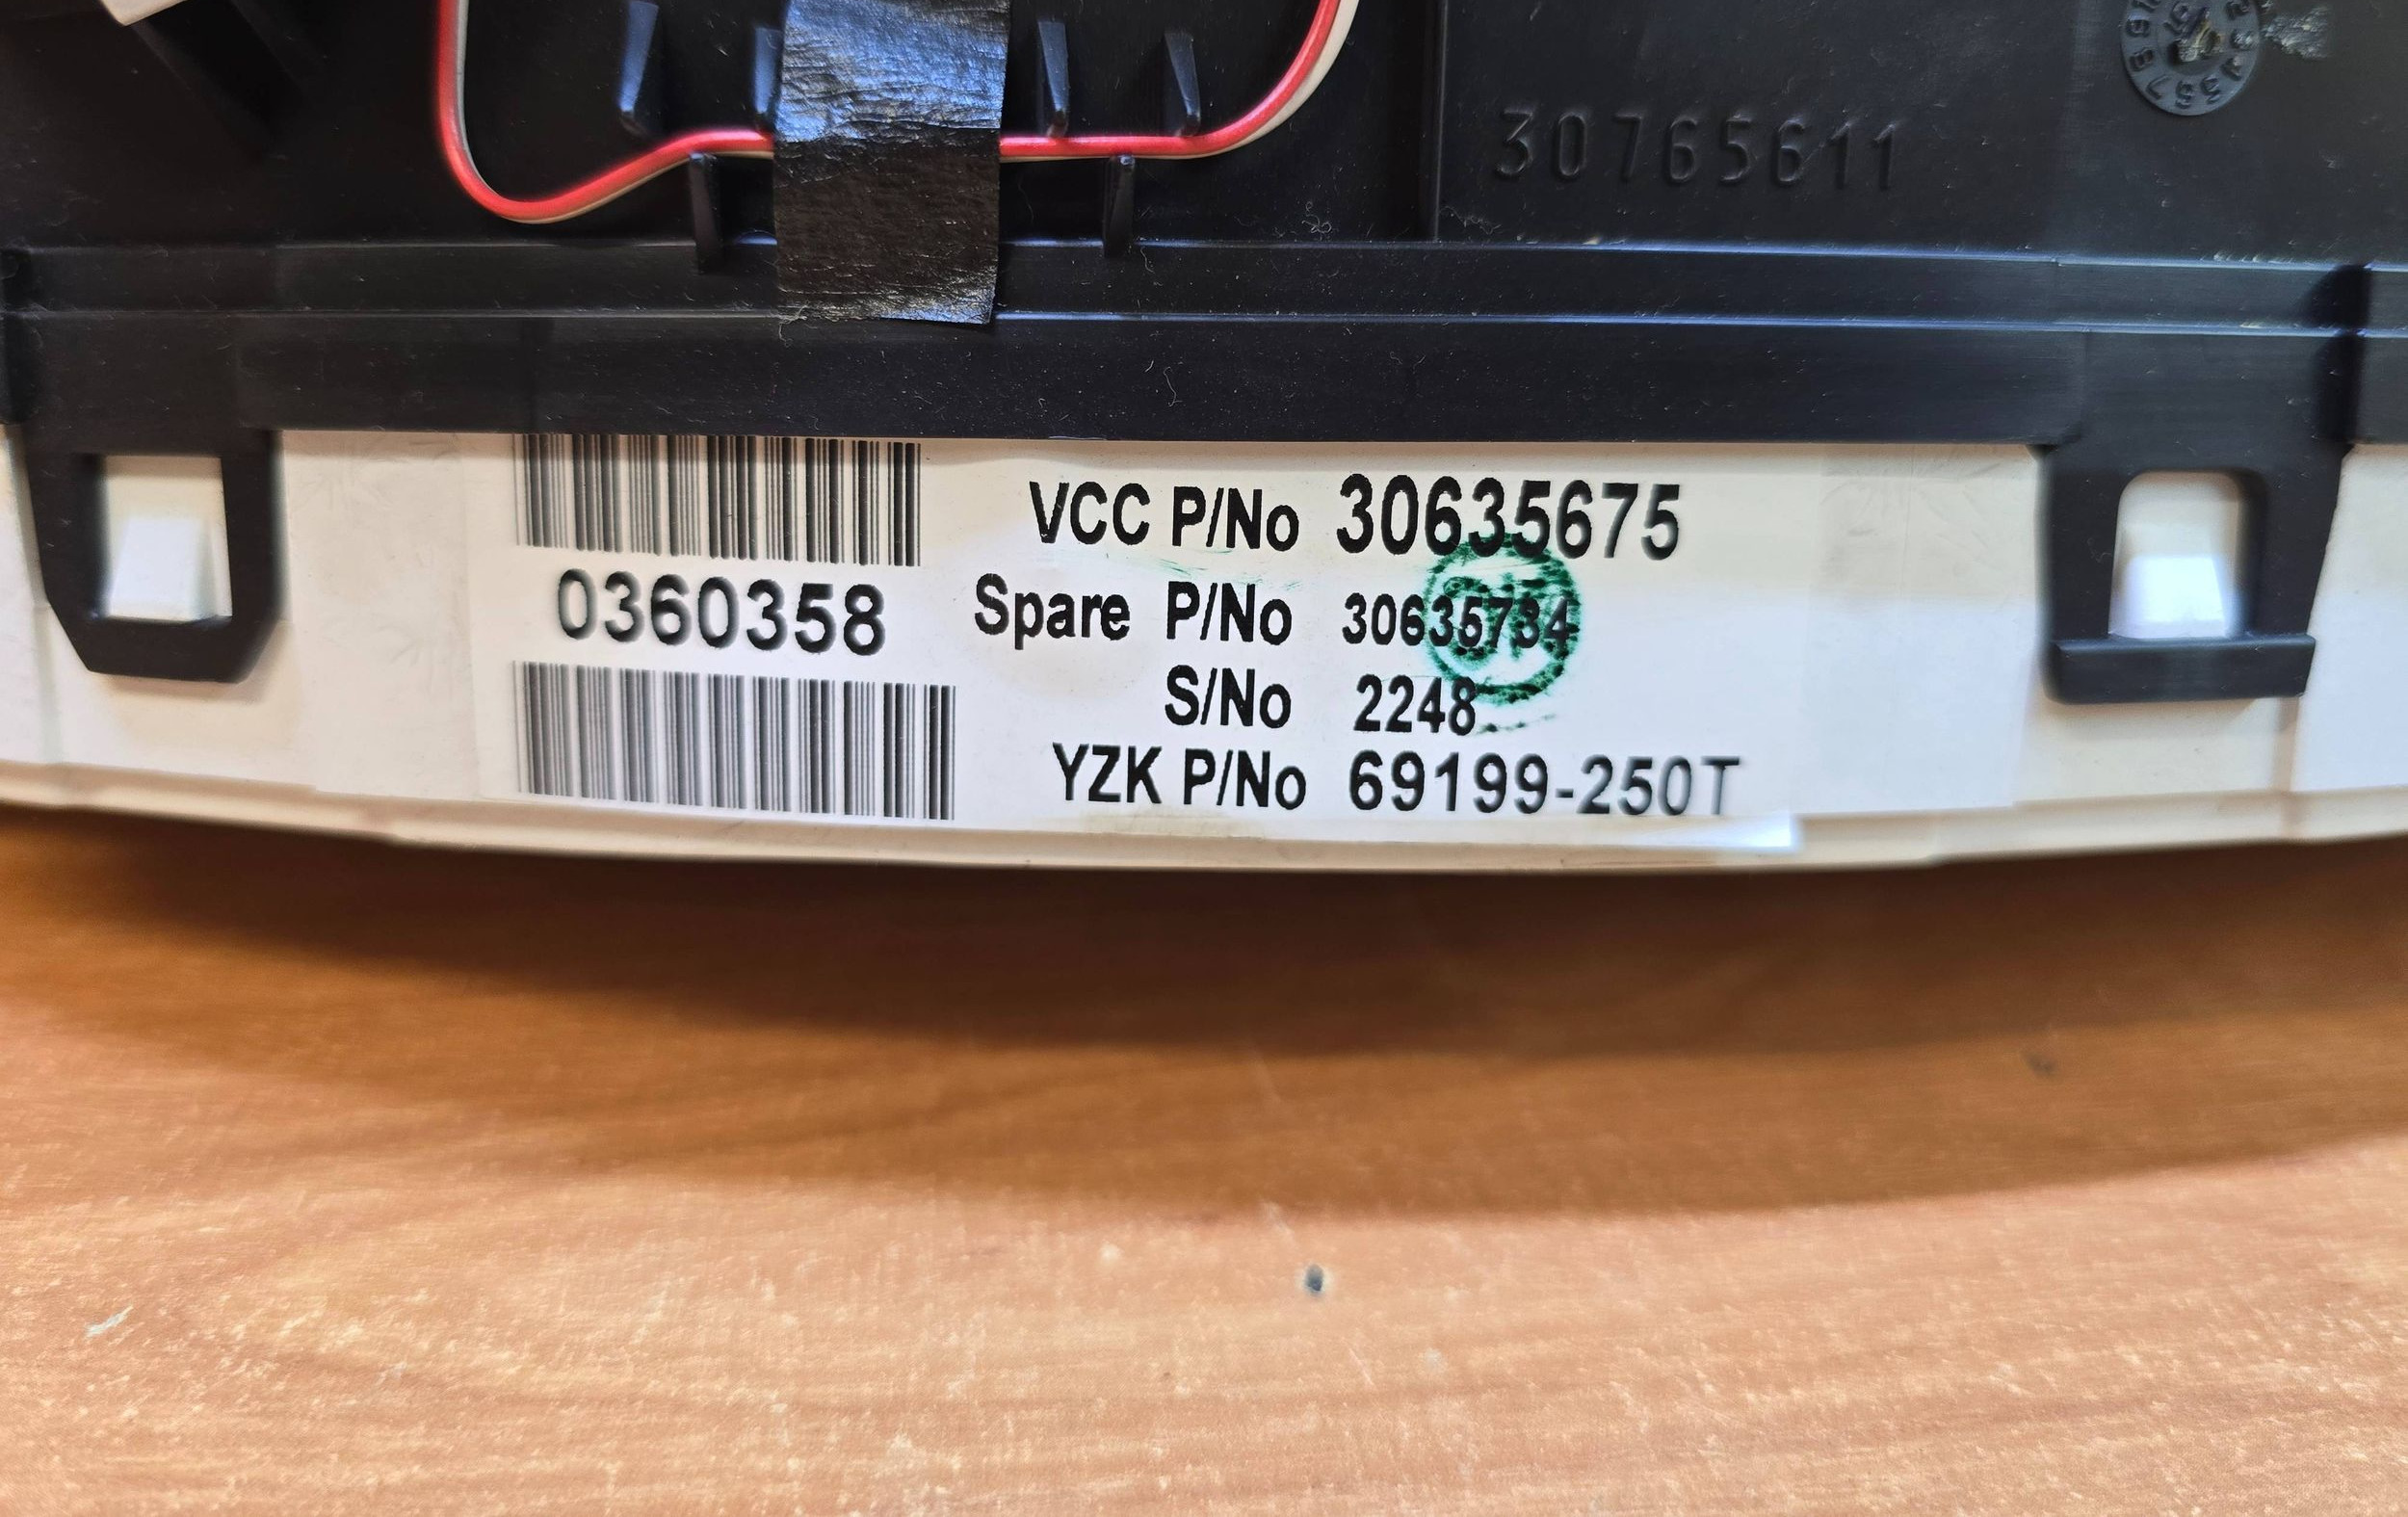 30765611
VCC P/No 30635675
0360358
Spare P/No 30635734
S/No 2248
YZK P/No 69199-250T